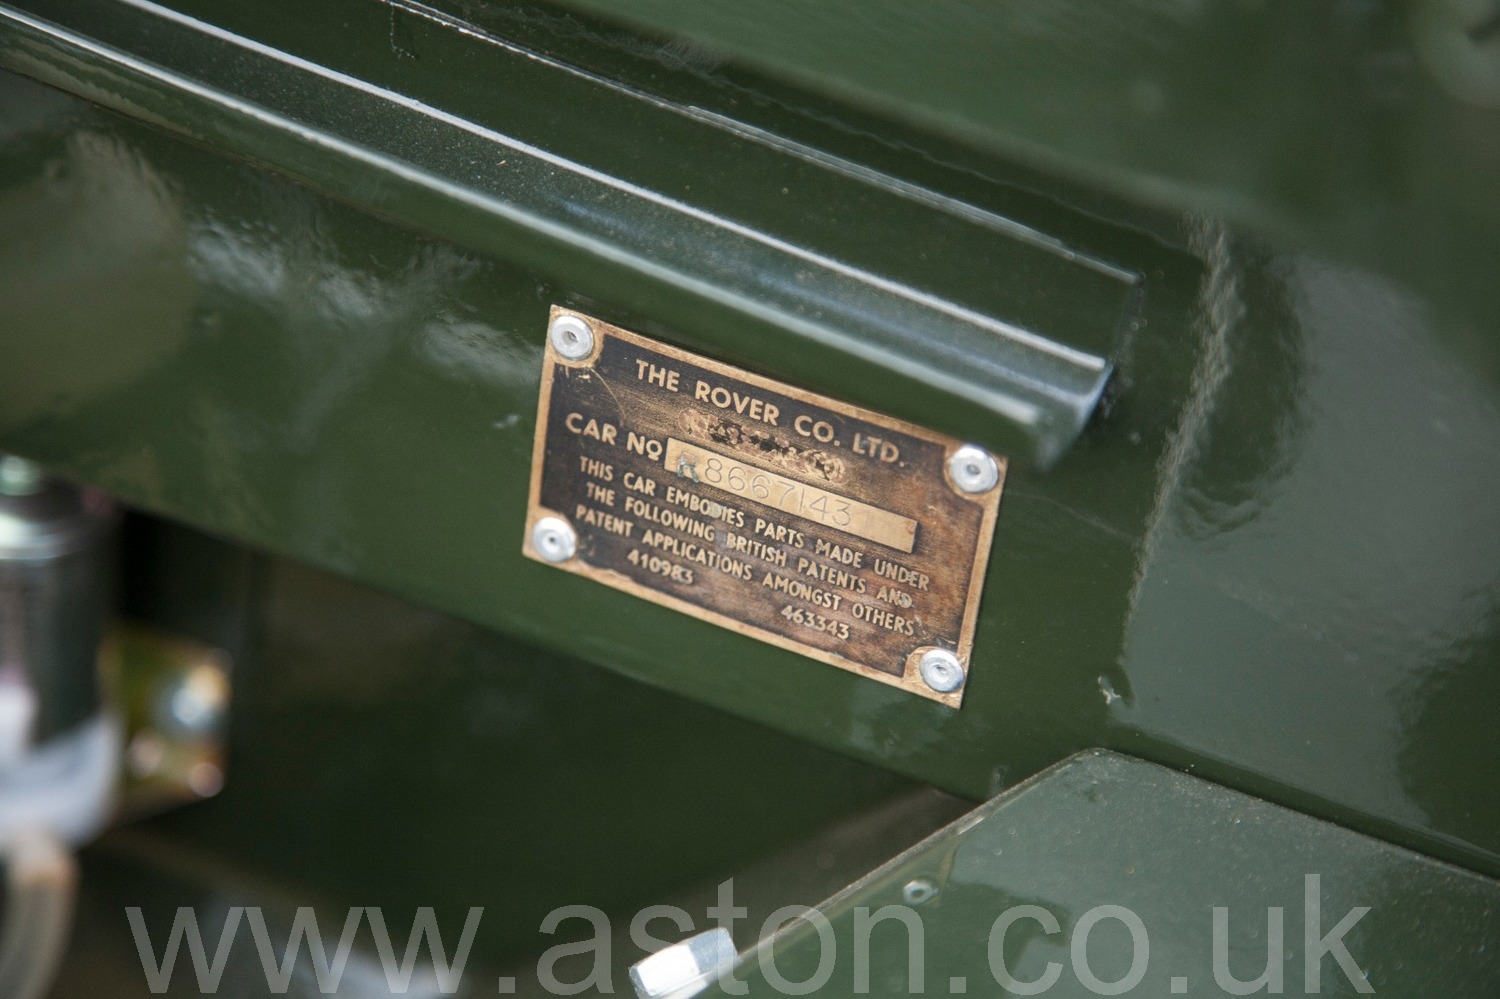 THE ROVER CO. LTD.
CAR No R8667143
THIS CAR EMBODIES PARTS MADE UNDER
THE FOLLOWING BRITISH PATENTS AND
PATENT APPLICATIONS AMONGST OTHERS
410983 463343
www.aston.co.uk